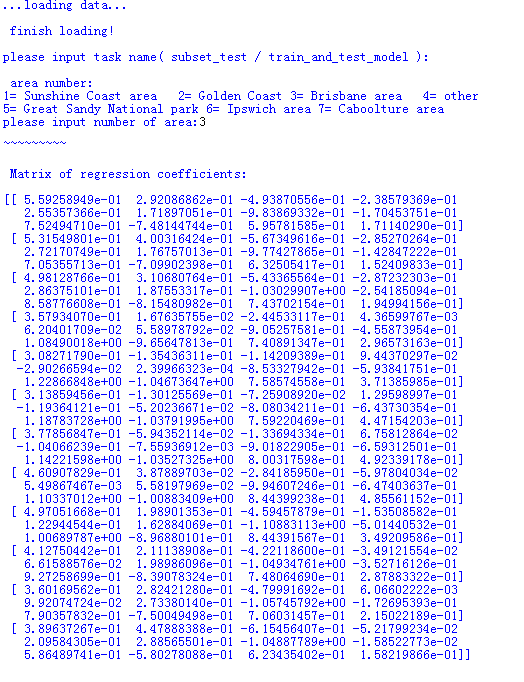 ...loading data...
finish loading!
please input task name( subset_test / train_and_test_model ):
area number:
1= Sunshine Coast area   2= Golden Coast 3= Brisbane area   4= other
5= Great Sandy National park 6= Ipswich area 7= Caboolture area
please input number of area:3
~~~~~~~~~
Matrix of regression coefficients:
[[ 5.59258949e-01  2.92086862e-01 -4.93870556e-01 -2.38579369e-01
2.55357366e-01  1.71897051e-01 -9.83869332e-01 -1.70453751e-01
7.52494710e-01 -7.48144744e-01  5.95781585e-01  1.71140290e-01]
[ 5.31549801e-01  4.00316424e-01 -5.67349616e-01 -2.85270264e-01
2.72170749e-01  1.76757013e-01 -9.77427865e-01 -1.42847222e-01
7.05355713e-01 -7.09902398e-01  6.32505417e-01  1.52409833e-01]
[ 4.98128766e-01  3.10680764e-01 -5.43365564e-01 -2.87232303e-01
2.86375101e-01  1.87553317e-01 -1.03029907e+00 -2.54185094e-01
8.58776608e-01 -8.15480982e-01  7.43702154e-01  1.94994156e-01]
[ 3.57934070e-01  1.67635755e-02 -2.44533117e-01  4.36599767e-03
6.20401709e-02  5.58978792e-02 -9.05257581e-01 -4.55873954e-01
1.08490018e+00 -9.65647813e-01  7.40891347e-01  2.96573163e-01]
[ 3.08271790e-01 -1.35436311e-01 -1.14209389e-01  9.44370297e-02
-2.90266594e-02  2.39966323e-04 -8.53327942e-01 -5.93841751e-01
1.22866848e+00 -1.04673647e+00  7.58574558e-01  3.71385985e-01]
[ 3.13859456e-01 -1.30125569e-01 -7.25908920e-02  1.29598997e-01
-1.19364121e-01 -5.20236671e-02 -8.08034211e-01 -6.43730354e-01
1.18783728e+00 -1.03791995e+00  7.59220469e-01  4.47154203e-01]
[ 3.77856847e-01 -5.94352114e-02 -1.33694334e-01  6.75812864e-02
-1.04066239e-01 -7.55936912e-03 -9.01822905e-01 -6.59312501e-01
1.14221598e+00 -1.03527325e+00  8.00317598e-01  4.92339178e-01]
[ 4.60907829e-01  3.87889703e-02 -2.84185950e-01 -5.97804034e-02
5.49867467e-03  5.58197969e-02 -9.94607246e-01 -6.47403637e-01
1.10337012e+00 -1.00883409e+00  8.44399238e-01  4.85561152e-01]
[ 4.97051668e-01  1.98901353e-01 -4.59457879e-01 -1.53508582e-01
1.22944544e-01  1.62884069e-01 -1.10883113e+00 -5.01440532e-01
1.00689787e+00 -8.96880101e-01  8.44391567e-01  3.49209586e-01]
[ 4.12750442e-01  2.11138908e-01 -4.22118600e-01 -3.49121554e-02
6.61588576e-02  1.98986096e-01 -1.04934761e+00 -3.52716126e-01
9.27258699e-01 -8.39078324e-01  7.48064690e-01  2.87883322e-01]
[ 3.60169562e-01  2.82421280e-01 -4.79991692e-01  6.06602222e-03
9.92074724e-02  2.73380140e-01 -1.05745792e+00 -1.72695393e-01
7.90357832e-01 -7.50049498e-01  7.06031457e-01  2.15022189e-01]
[ 3.89637267e-01  4.47888388e-01 -6.15456407e-01 -5.21799234e-02
2.09584305e-01  2.88565501e-01 -1.04887789e+00 -1.58522773e-02
5.86489741e-01 -5.80278088e-01  6.23435402e-01  1.58219866e-01]]